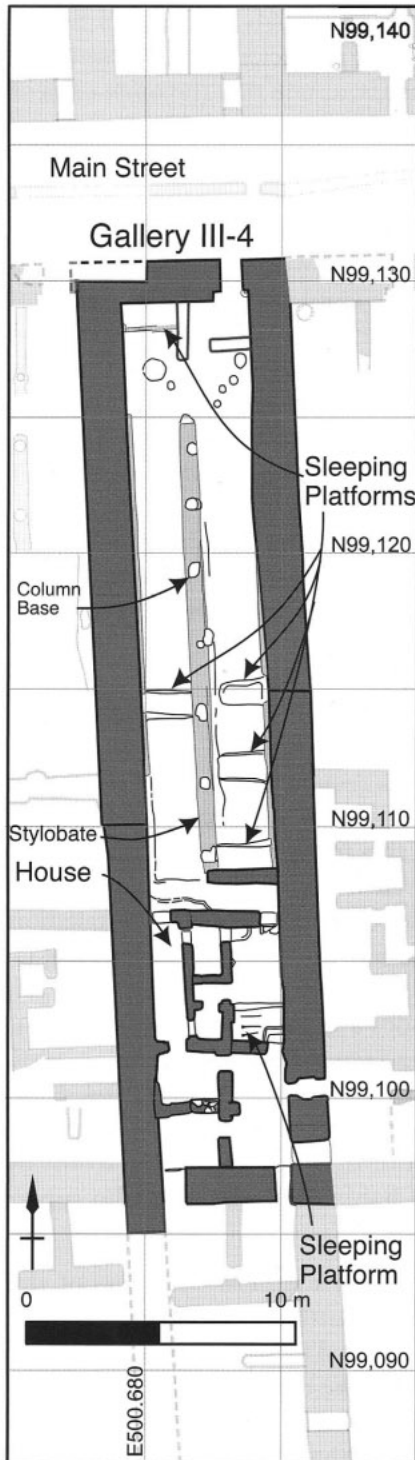 N99,140
Main Street
Gallery III-4
N99,130
Sleeping
Platforms
N99,120
Column
Base
N99,110
Stylobate
House
N99,100
Sleeping
Platform
0 10 m
N99,090
E500.680